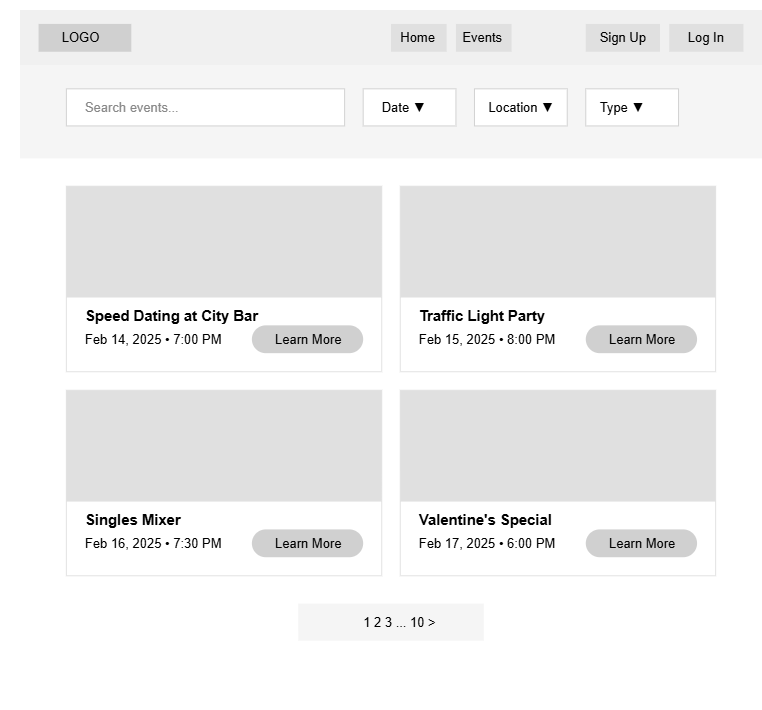 LOGO Home Events Sign Up Log In
Search events... Date ▼ Location ▼ Type ▼
Speed Dating at City Bar
Feb 14, 2025 • 7:00 PM Learn More
Traffic Light Party
Feb 15, 2025 • 8:00 PM Learn More
Singles Mixer
Feb 16, 2025 • 7:30 PM Learn More
Valentine's Special
Feb 17, 2025 • 6:00 PM Learn More
1 2 3 ... 10 >